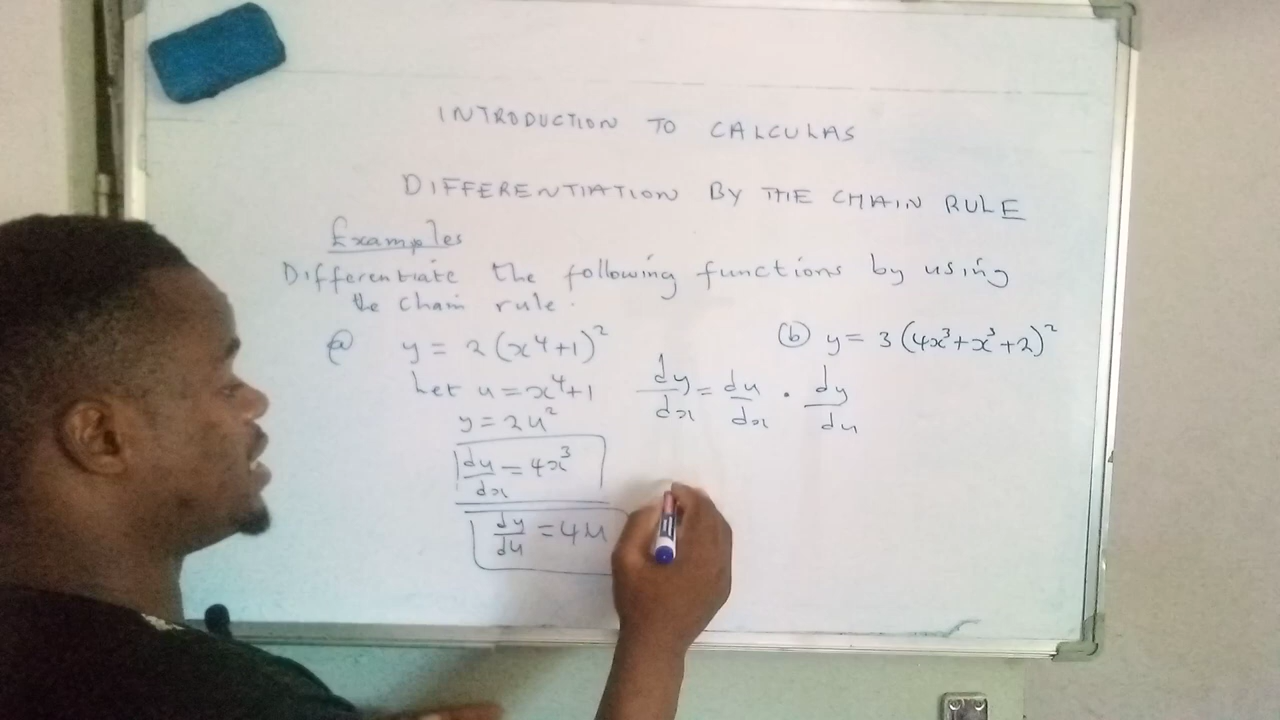 INTRODUCTION TO CALCULAS
DIFFERENTIATION BY THE CHAIN RULE
Examples
Differentiate the following functions by using
the chain rule.
(a) y = 2(x⁴+1)²
(b) y = 3(4x³+x³+2)²
Let u = x⁴+1
y = 2u²
dy/dx = du/dx · dy/du
du/dx = 4x³
dy/du = 4u